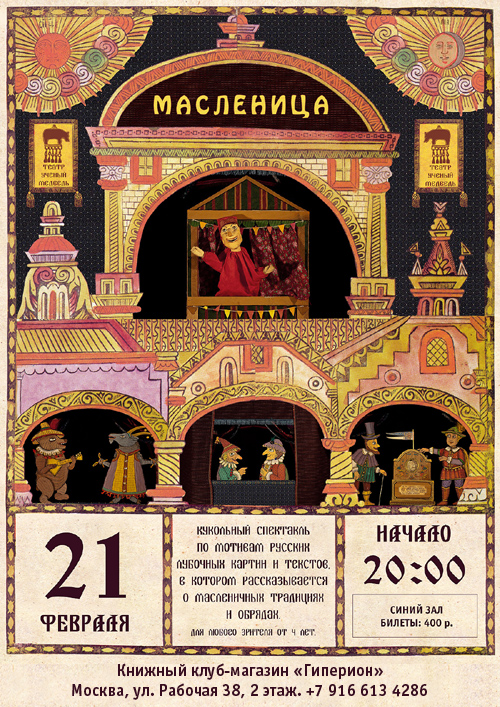 МАСЛЕНИЦА
ТЕАТР
УЧЕНЫЙ
МЕДВЕДЬ
ТЕАТР
УЧЕНЫЙ
МЕДВЕДЬ
21
ФЕВРАЛЯ
КУКОЛЬНЫЙ СПЕКТАКЛЬ
ПО МОТИВАМ РУССКИХ
ЛУБОЧНЫХ КАРТИН И ТЕКСТОВ,
В КОТОРОМ РАССКАЗЫВАЕТСЯ
О МАСЛЕНИЧНЫХ ТРАДИЦИЯХ
И ОБРЯДАХ.
ДЛЯ ЛЮБОГО ЗРИТЕЛЯ ОТ 4 ЛЕТ.
НАЧАЛО
20:00
СИНИЙ ЗАЛ
БИЛЕТЫ: 400 р.
Книжный клуб-магазин «Гиперион»
Москва, ул. Рабочая 38, 2 этаж. +7 916 613 4286